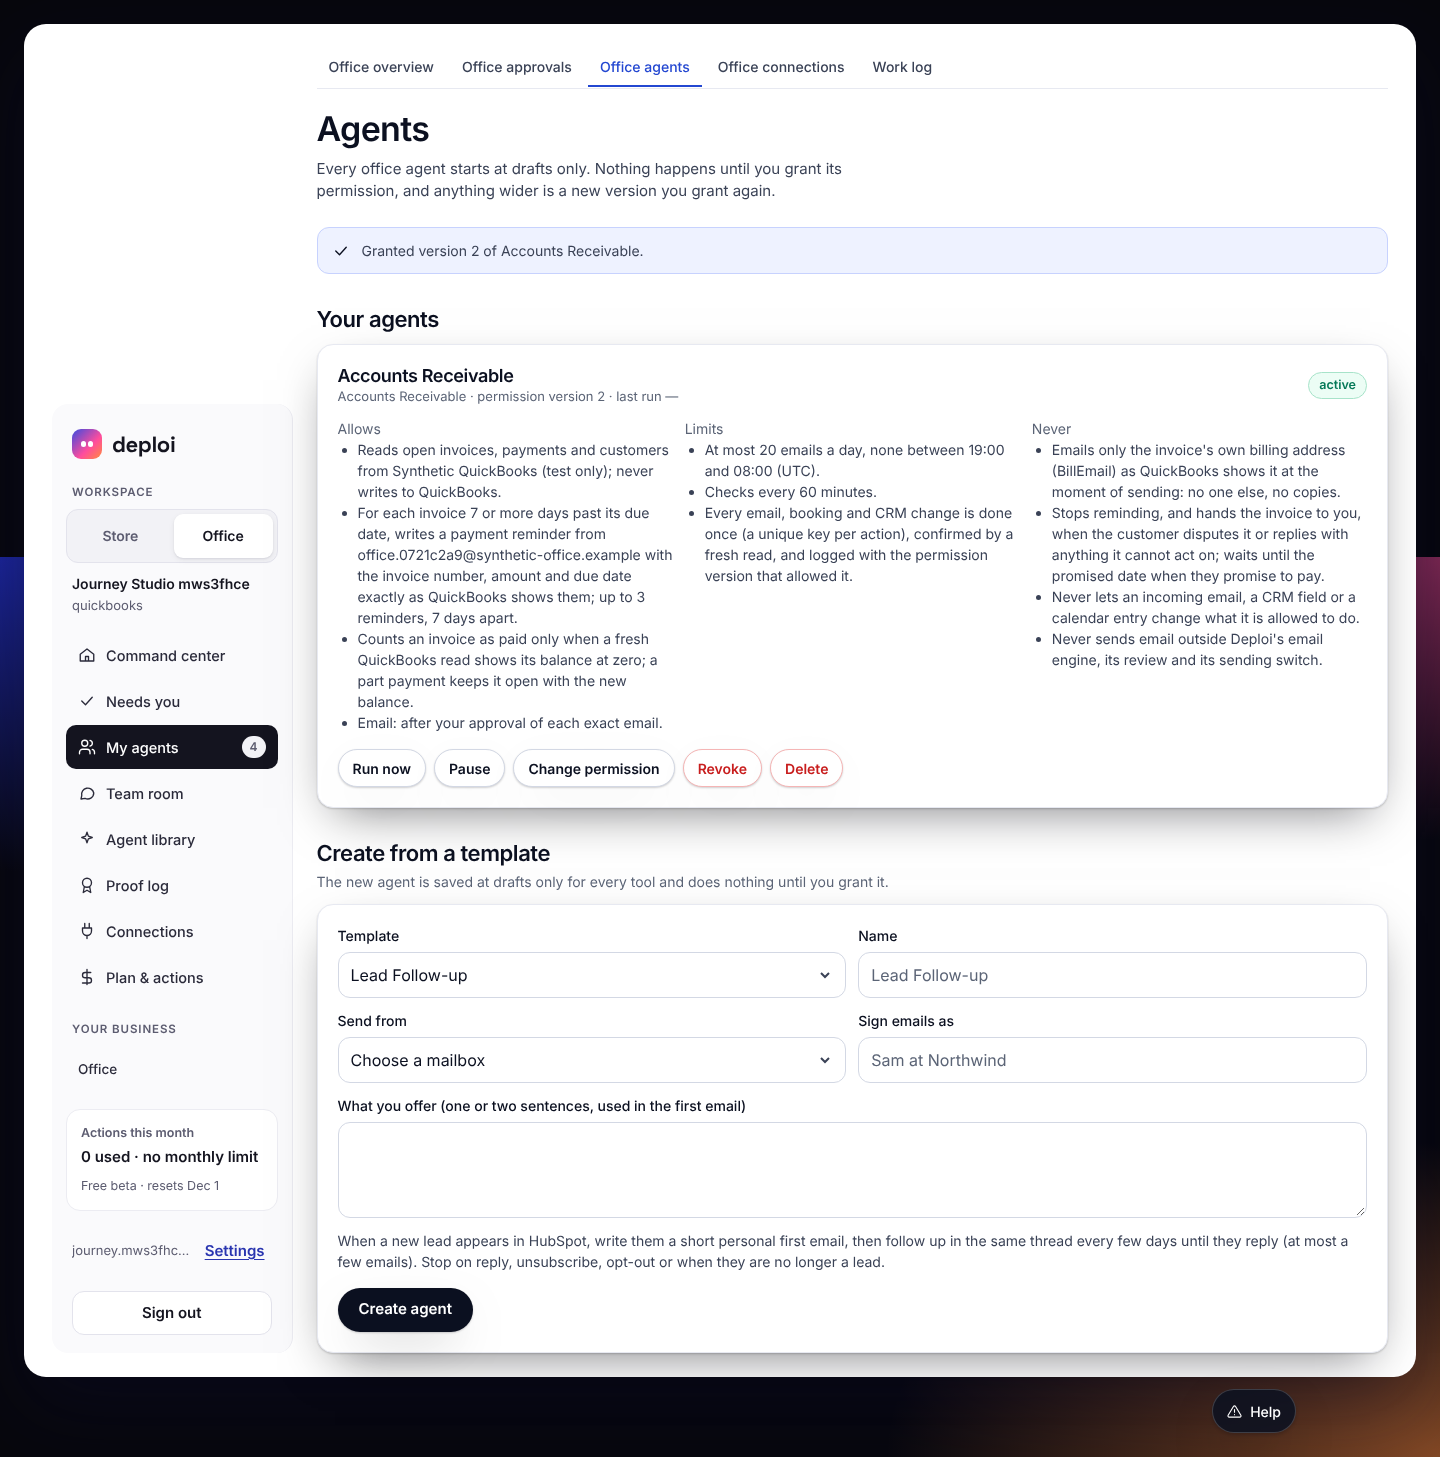 Office overview
Office approvals
Office agents
Office connections
Work log
Agents
Every office agent starts at drafts only. Nothing happens until you grant its
permission, and anything wider is a new version you grant again.
Granted version 2 of Accounts Receivable.
Your agents
Accounts Receivable
Accounts Receivable · permission version 2 · last run —
active
Allows
Reads open invoices, payments and customers
from Synthetic QuickBooks (test only); never
writes to QuickBooks.
For each invoice 7 or more days past its due
date, writes a payment reminder from
office.0721c2a9@synthetic-office.example with
the invoice number, amount and due date
exactly as QuickBooks shows them; up to 3
reminders, 7 days apart.
Counts an invoice as paid only when a fresh
QuickBooks read shows its balance at zero; a
part payment keeps it open with the new
balance.
Email: after your approval of each exact email.
Limits
At most 20 emails a day, none between 19:00
and 08:00 (UTC).
Checks every 60 minutes.
Every email, booking and CRM change is done
once (a unique key per action), confirmed by a
fresh read, and logged with the permission
version that allowed it.
Never
Emails only the invoice's own billing address
(BillEmail) as QuickBooks shows it at the
moment of sending: no one else, no copies.
Stops reminding, and hands the invoice to you,
when the customer disputes it or replies with
anything it cannot act on; waits until the
promised date when they promise to pay.
Never lets an incoming email, a CRM field or a
calendar entry change what it is allowed to do.
Never sends email outside Deploi's email
engine, its review and its sending switch.
Run now
Pause
Change permission
Revoke
Delete
Create from a template
The new agent is saved at drafts only for every tool and does nothing until you grant it.
Template
Lead Follow-up
Name
Lead Follow-up
Send from
Choose a mailbox
Sign emails as
Sam at Northwind
What you offer (one or two sentences, used in the first email)
When a new lead appears in HubSpot, write them a short personal first email, then follow up in the same thread every few days until they reply (at most a
few emails). Stop on reply, unsubscribe, opt-out or when they are no longer a lead.
Create agent
deploi
WORKSPACE
Store
Office
Journey Studio mws3fhce
quickbooks
Command center
Needs you
My agents
4
Team room
Agent library
Proof log
Connections
Plan & actions
YOUR BUSINESS
Office
Actions this month
0 used · no monthly limit
Free beta · resets Dec 1
journey.mws3fhc...
Settings
Sign out
Help